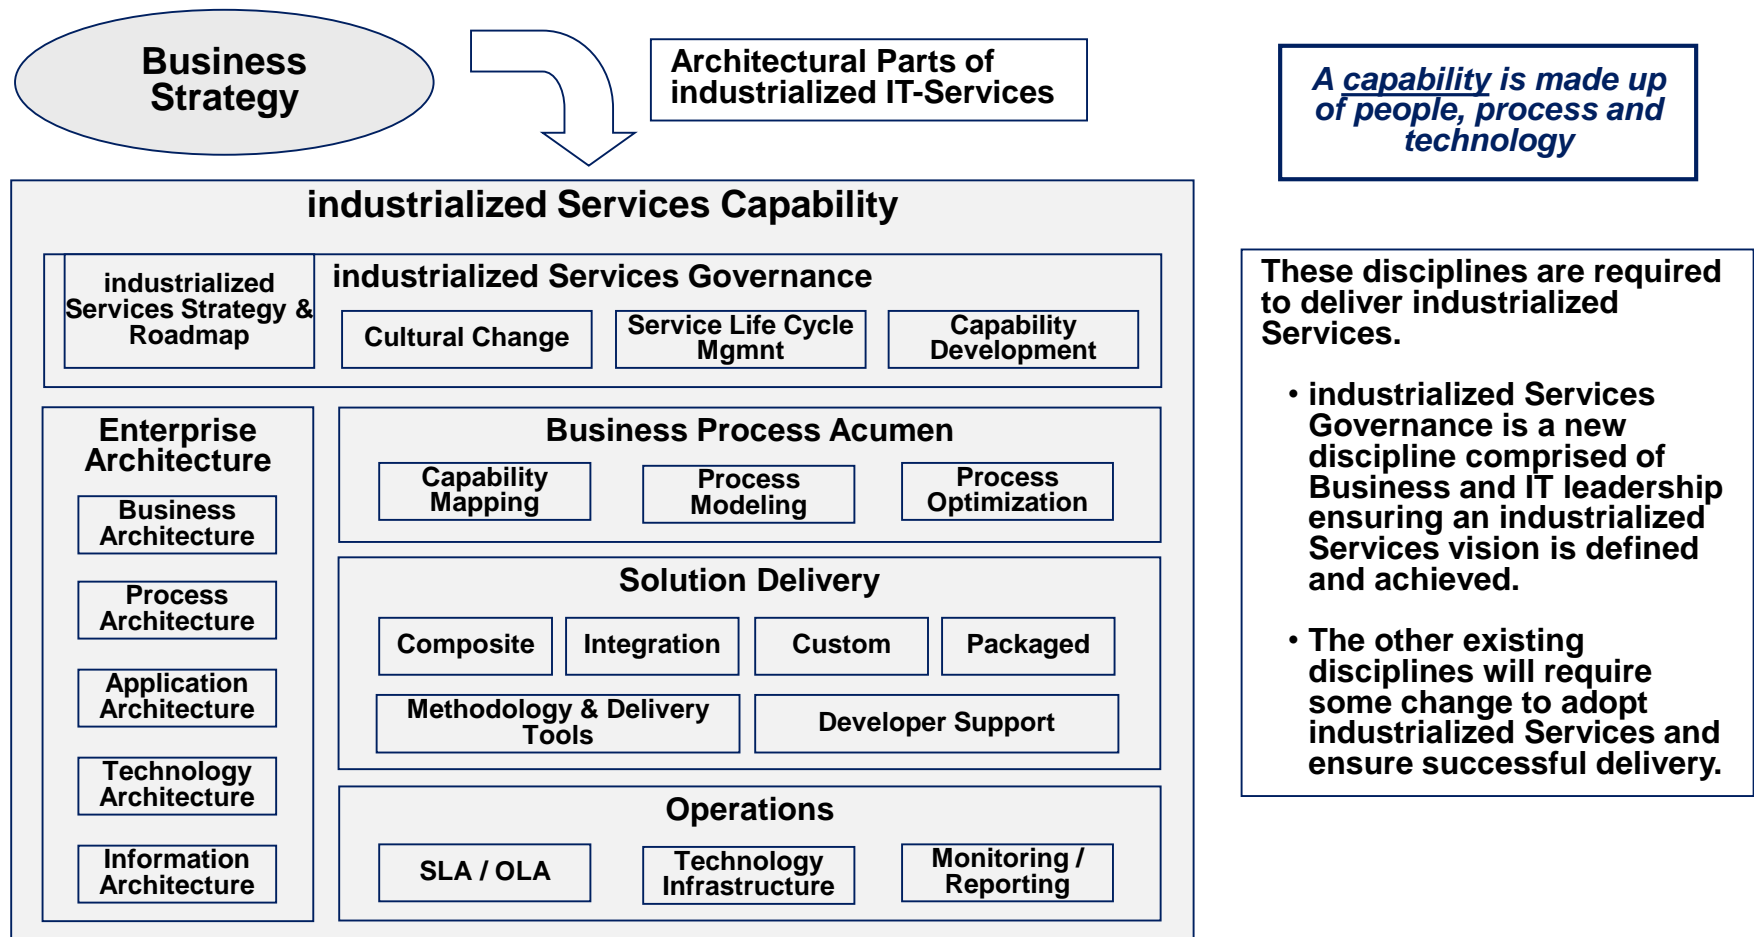 Business
Strategy
Architectural Parts of
industrialized IT-Services
A capability is made up
of people, process and
technology
industrialized Services Capability
industrialized
Services Strategy &
Roadmap
industrialized Services Governance
Cultural Change
Service Life Cycle
Mgmnt
Capability
Development
Enterprise
Architecture
Business
Architecture
Process
Architecture
Application
Architecture
Technology
Architecture
Information
Architecture
Business Process Acumen
Capability
Mapping
Process
Modeling
Process
Optimization
Solution Delivery
Composite
Integration
Custom
Packaged
Methodology & Delivery
Tools
Developer Support
Operations
SLA / OLA
Technology
Infrastructure
Monitoring /
Reporting
These disciplines are required
to deliver industrialized
Services.
• industrialized Services
Governance is a new
discipline comprised of
Business and IT leadership
ensuring an industrialized
Services vision is defined
and achieved.
• The other existing
disciplines will require
some change to adopt
industrialized Services and
ensure successful delivery.